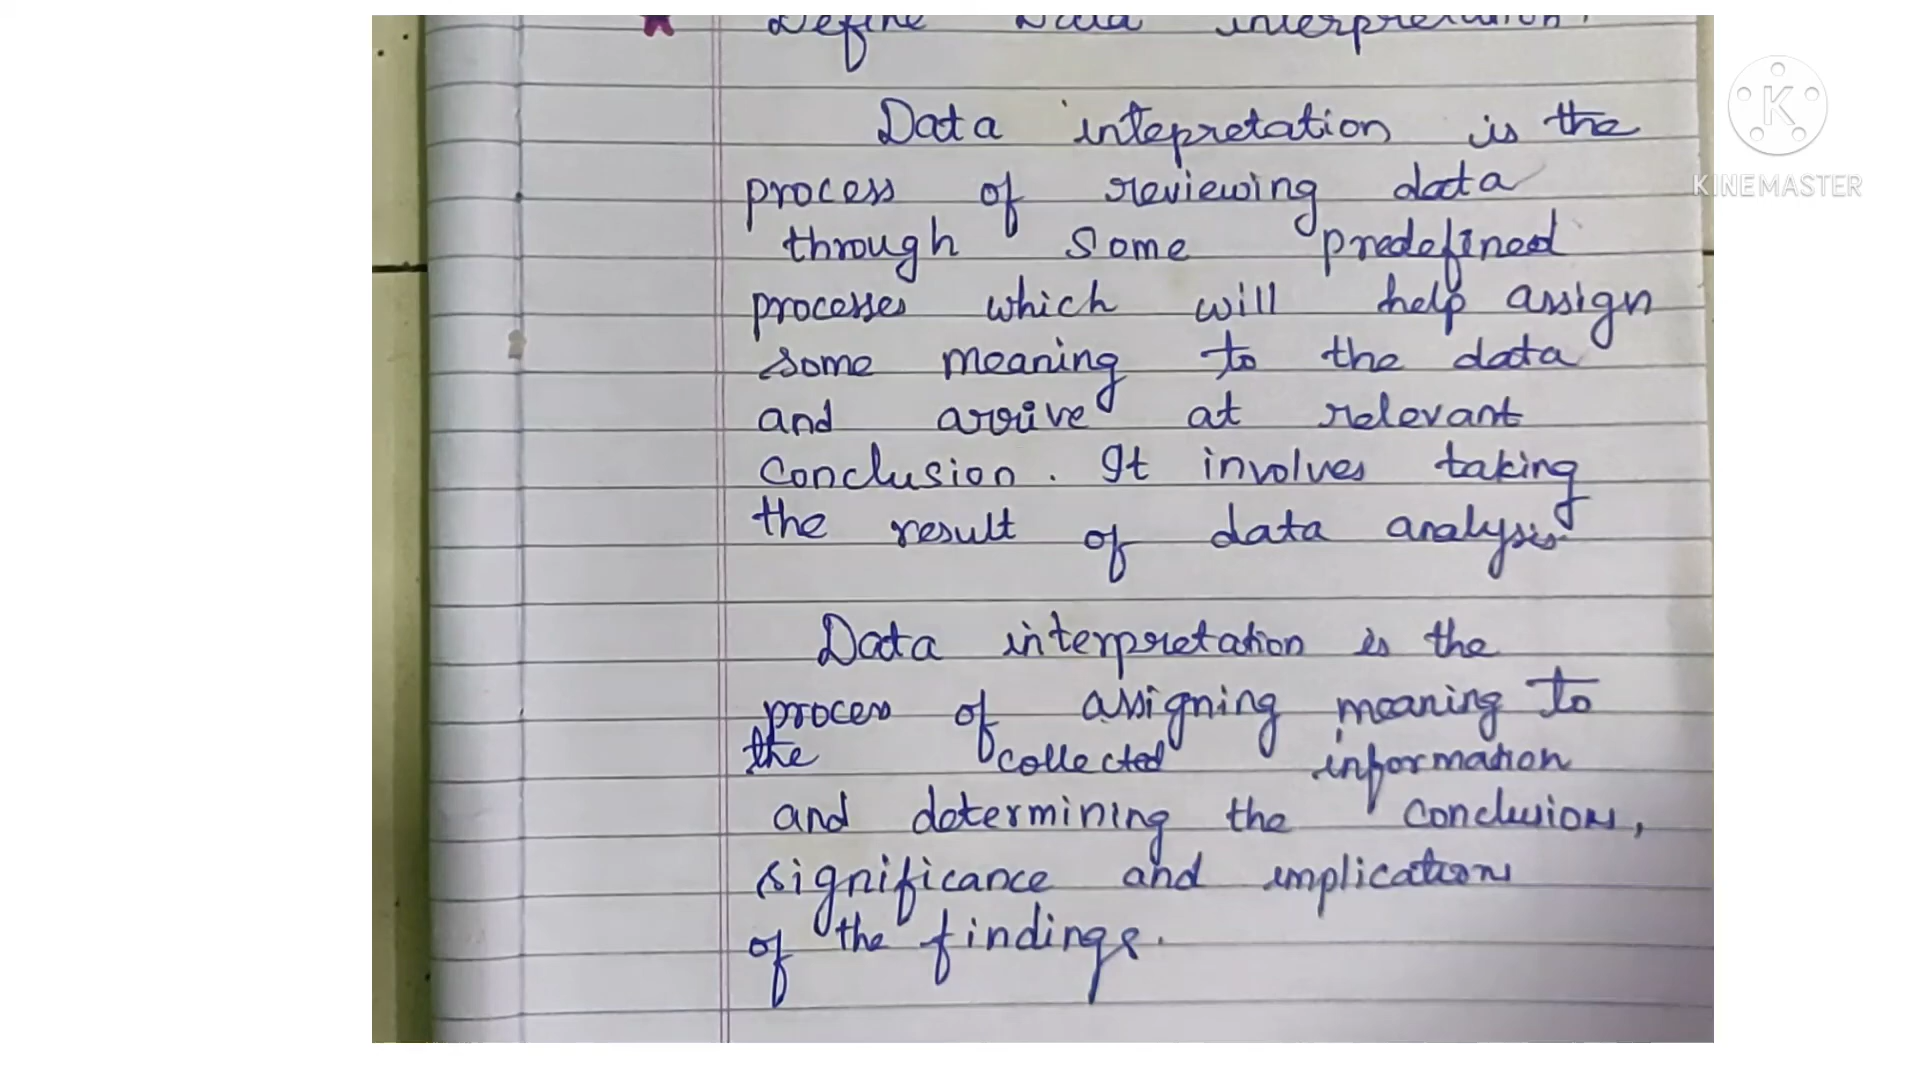 Define Data interpretation.
Data intepretation is the
process of reviewing data
through some predefined
processes which will help assign
some meaning to the data
and arrive at relevant
conclusion. It involves taking
the result of data analysis.
Data interpretation is the
process of assigning meaning to
the collected information
and determining the conclusions,
significance and implications
of the findings.
KINEMASTER